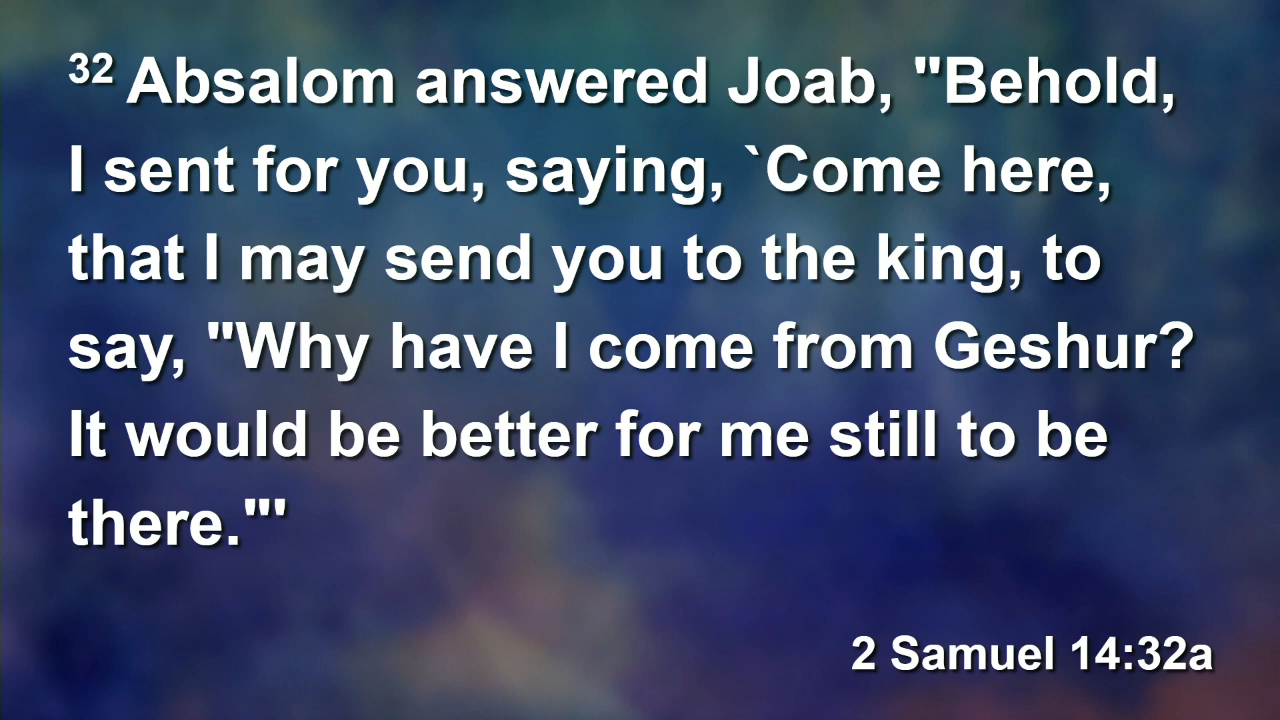 32 Absalom answered Joab, "Behold,
I sent for you, saying, `Come here,
that I may send you to the king, to
say, "Why have I come from Geshur?
It would be better for me still to be
there."'
2 Samuel 14:32a